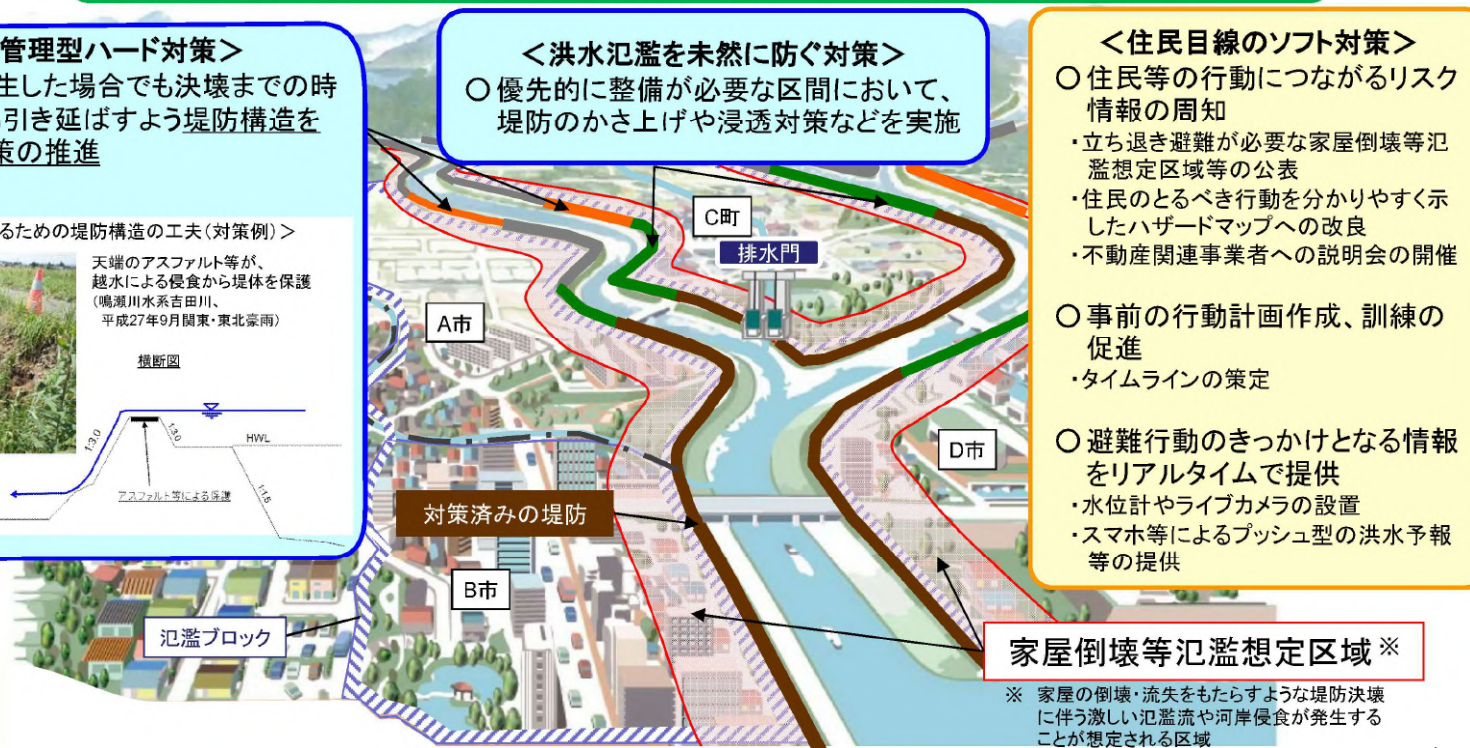 管理型ハード対策>
生した場合でも決壊までの時
引き延ばすよう堤防構造を
策の推進
るための堤防構造の工夫(対策例)>
天端のアスファルト等が、
越水による侵食から堤体を保護
(鳴瀬川水系吉田川、
平成27年9月関東・東北豪雨)
横断図
1:3.0
1:3.0
HWL
1:1.5
アスファルト等による保護
<洪水氾濫を未然に防ぐ対策>
○優先的に整備が必要な区間において、
堤防のかさ上げや浸透対策などを実施
C町
排水門
A市
D市
対策済みの堤防
B市
氾濫ブロック
<住民目線のソフト対策>
○住民等の行動につながるリスク
情報の周知
・立ち退き避難が必要な家屋倒壊等氾
濫想定区域等の公表
・住民のとるべき行動を分かりやすく示
したハザードマップへの改良
・不動産関連事業者への説明会の開催
○事前の行動計画作成、訓練の
促進
・タイムラインの策定
○避難行動のきっかけとなる情報
をリアルタイムで提供
・水位計やライブカメラの設置
・スマホ等によるプッシュ型の洪水予報
等の提供
家屋倒壊等氾濫想定区域※
※ 家屋の倒壊・流失をもたらすような堤防決壊
に伴う激しい氾濫流や河岸侵食が発生する
ことが想定される区域